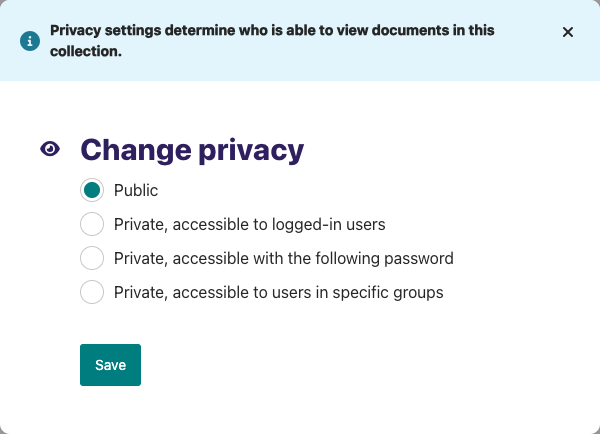 Privacy settings determine who is able to view documents in this
collection.
Change privacy
Public
Private, accessible to logged-in users
Private, accessible with the following password
Private, accessible to users in specific groups
Save